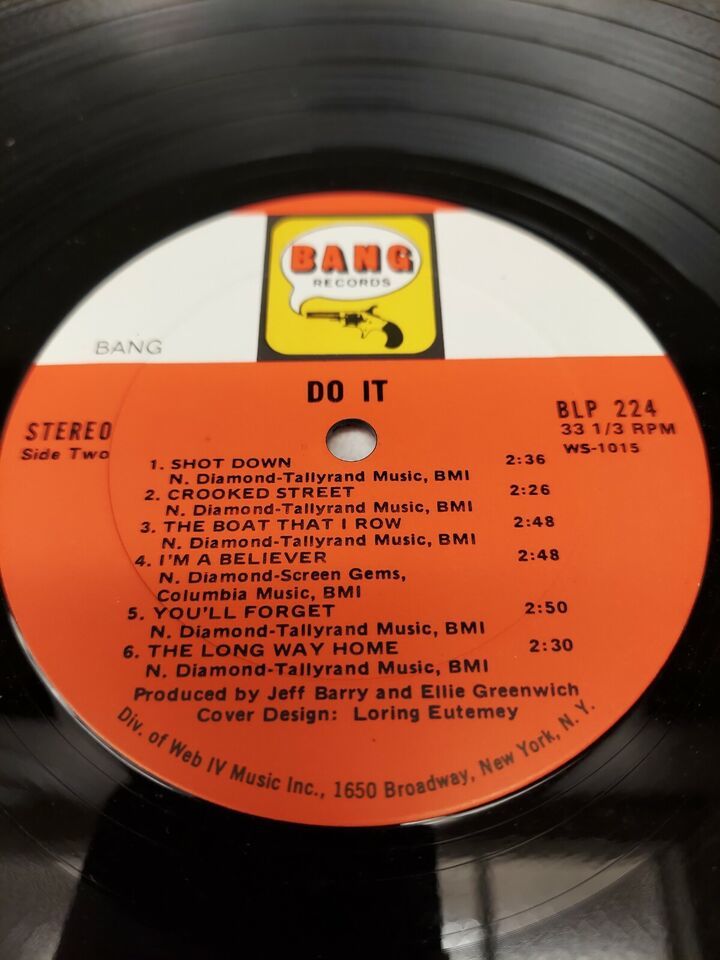 BANG
RECORDS
BANG
DO IT
STEREO
Side Two
BLP 224
33 1/3 RPM
WS-1015
1. SHOT DOWN 2:36
N. Diamond-Tallyrand Music, BMI
2. CROOKED STREET 2:26
N. Diamond-Tallyrand Music, BMI
3. THE BOAT THAT I ROW 2:48
N. Diamond-Tallyrand Music, BMI
4. I'M A BELIEVER 2:48
N. Diamond-Screen Gems,
Columbia Music, BMI
5. YOU'LL FORGET 2:50
N. Diamond-Tallyrand Music, BMI
6. THE LONG WAY HOME 2:30
N. Diamond-Tallyrand Music, BMI
Produced by Jeff Barry and Ellie Greenwich
Cover Design: Loring Eutemey
Div. of Web IV Music Inc., 1650 Broadway, New York, N. Y.